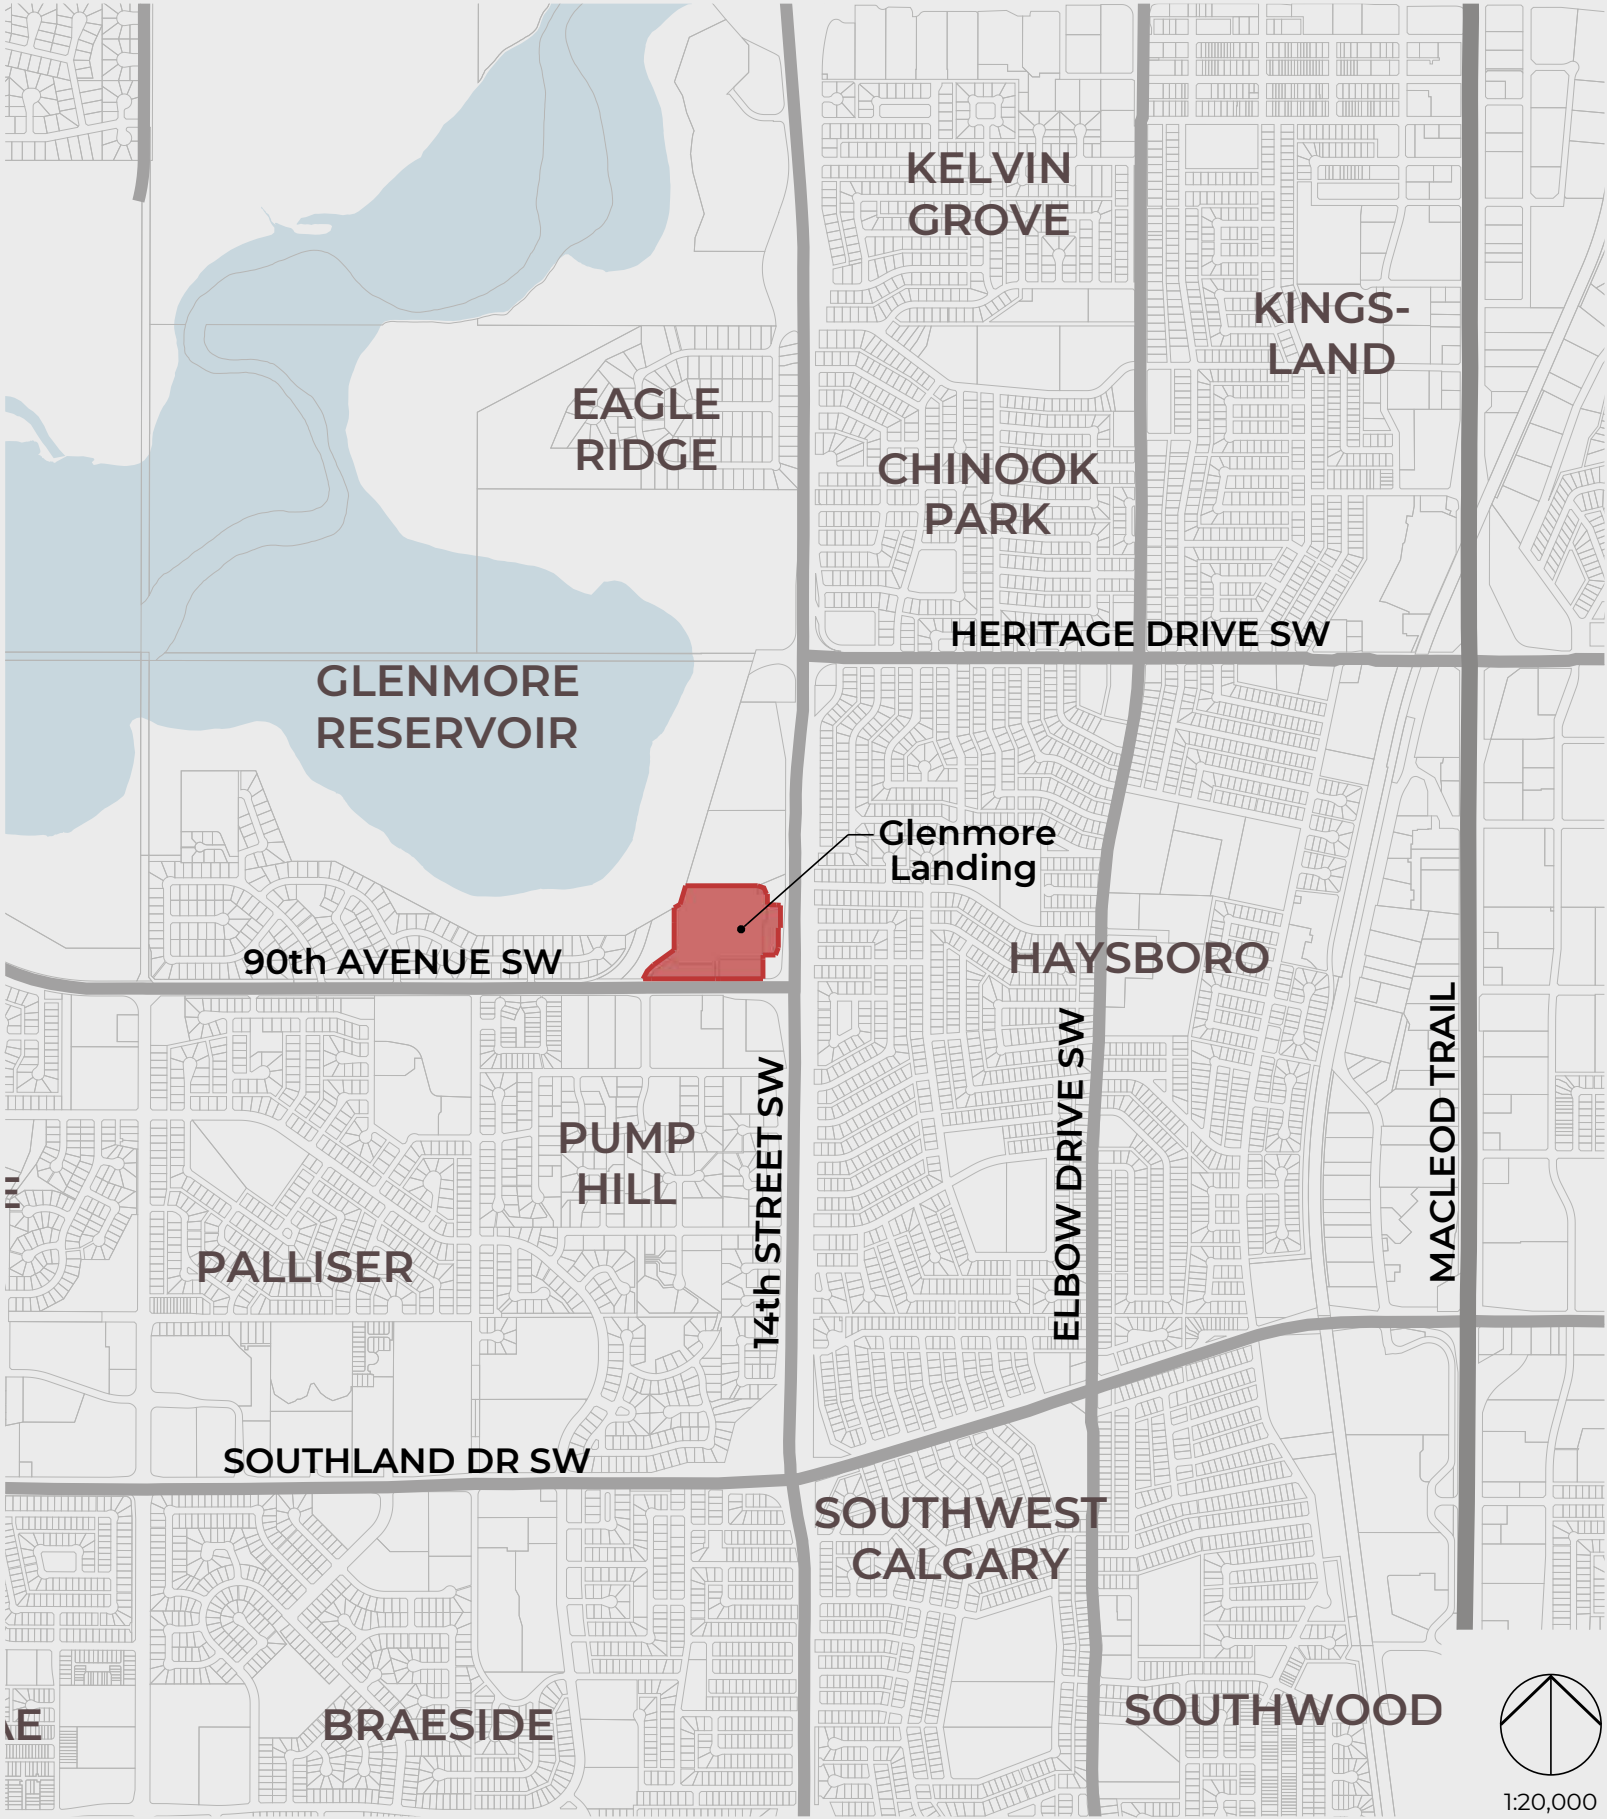 KELVIN
GROVE
KINGS-
LAND
EAGLE
RIDGE
CHINOOK
PARK
HERITAGE DRIVE SW
GLENMORE
RESERVOIR
Glenmore
Landing
90th AVENUE SW
HAYSBORO
14th STREET SW
ELBOW DRIVE SW
MACLEOD TRAIL
PUMP
HILL
E
PALLISER
SOUTHLAND DR SW
SOUTHWEST
CALGARY
AE
BRAESIDE
SOUTHWOOD
1:20,000